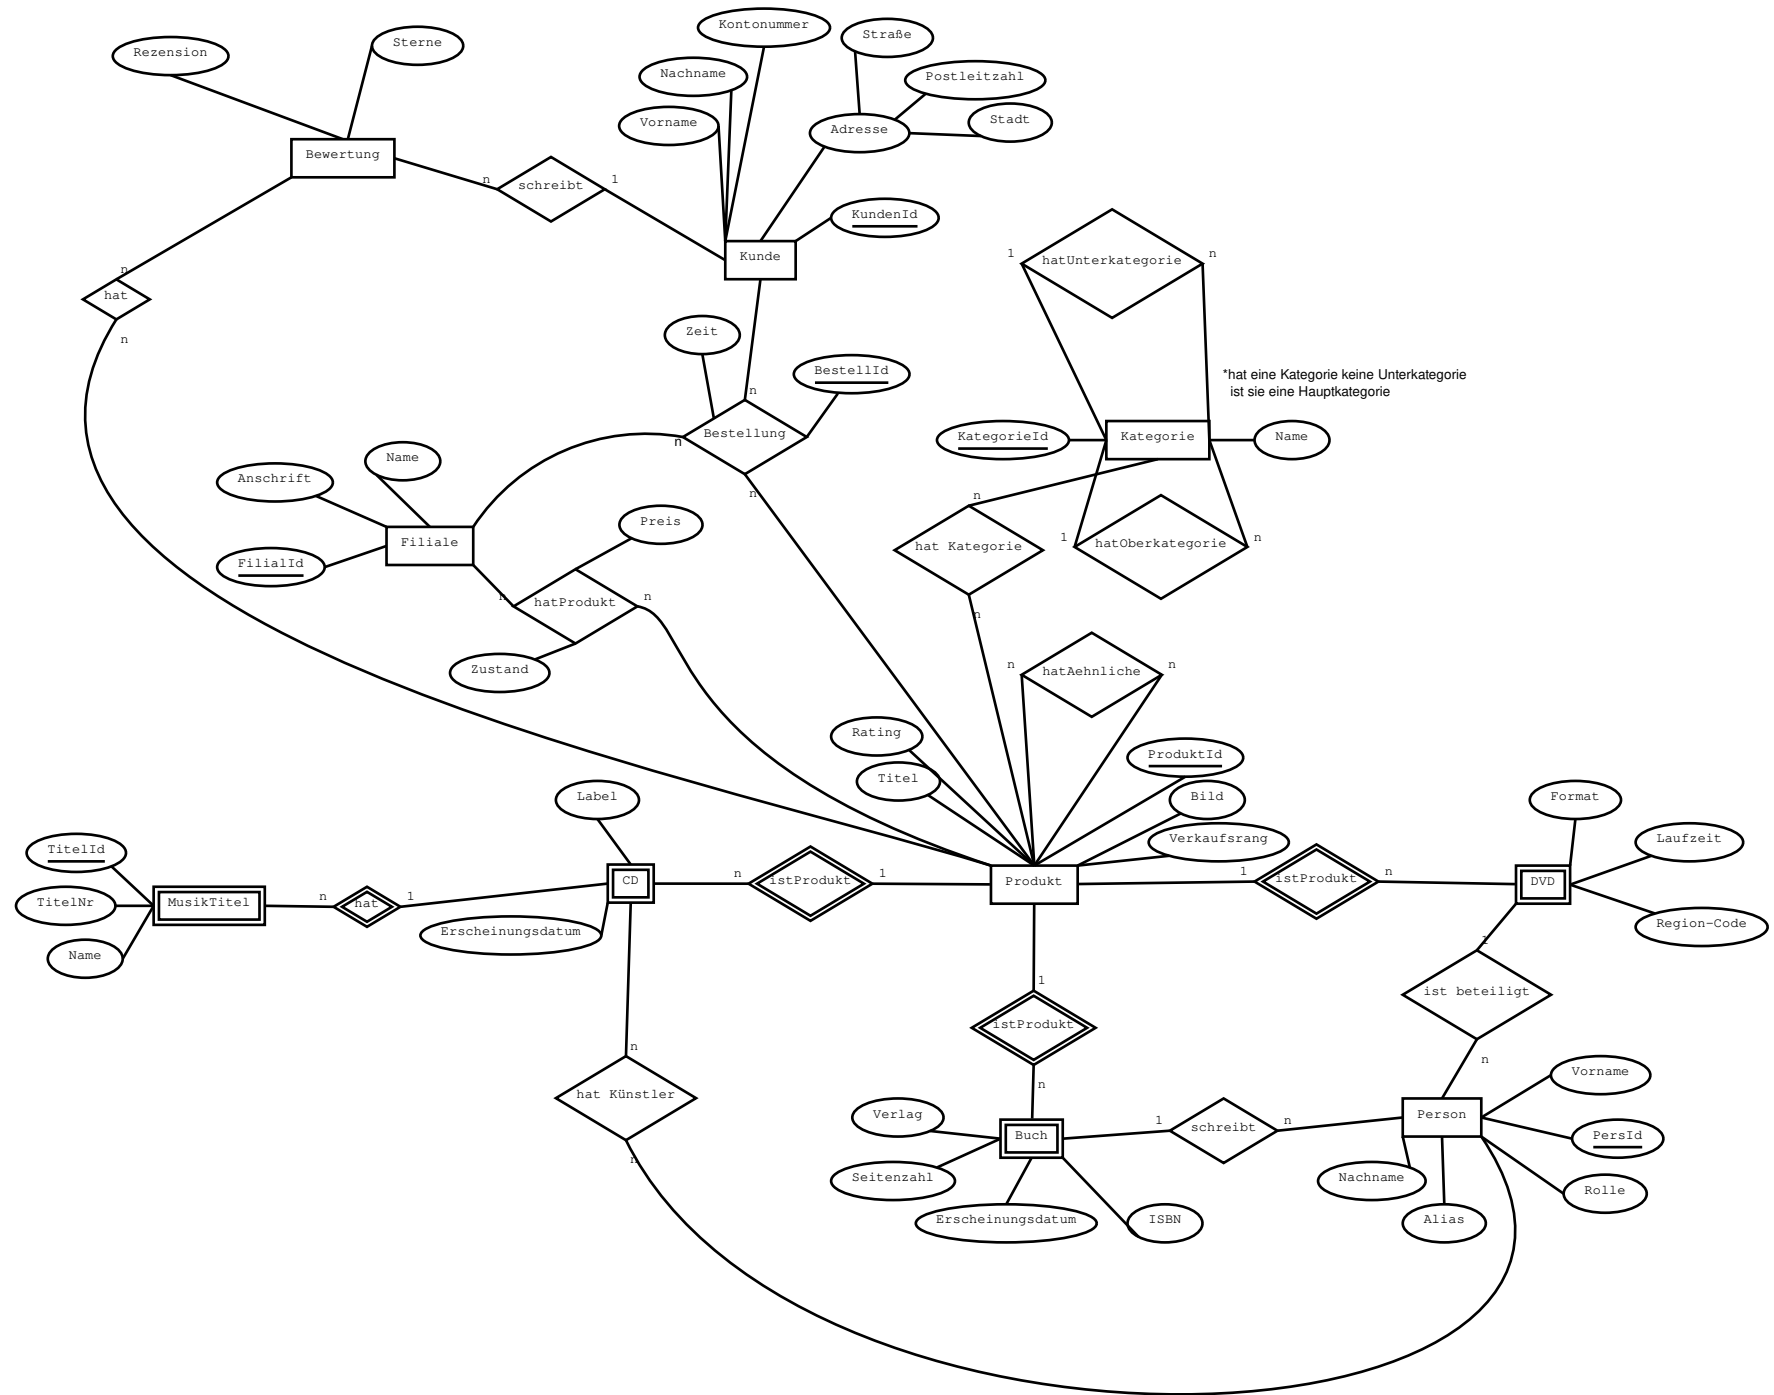 Kontonummer
Sterne
Straße
Rezension
Nachname
Postleitzahl
Vorname
Adresse
Stadt
Bewertung
n
schreibt
1
KundenId
Kunde
1
hatUnterkategorie
n
n
hat
n
Zeit
BestellId
*hat eine Kategorie keine Unterkategorie
ist sie eine Hauptkategorie
n
Bestellung
n
n
KategorieId
Kategorie
Name
Name
Anschrift
Filiale
FilialId
Preis
n
hatProdukt
n
Zustand
n
hat Kategorie
n
1
hatOberkategorie
n
n
hatAehnliche
n
Rating
Titel
ProduktId
Bild
Verkaufsrang
Label
Format
Laufzeit
TitelId
TitelNr
Name
MusikTitel
n
hat
1
CD
n
istProdukt
1
Produkt
1
istProdukt
n
DVD
Erscheinungsdatum
Region-Code
1
ist beteiligt
n
1
istProdukt
n
n
hat Künstler
n
Verlag
Buch
1
schreibt
n
Person
Vorname
PersId
Seitenzahl
Nachname
Rolle
Erscheinungsdatum
ISBN
Alias